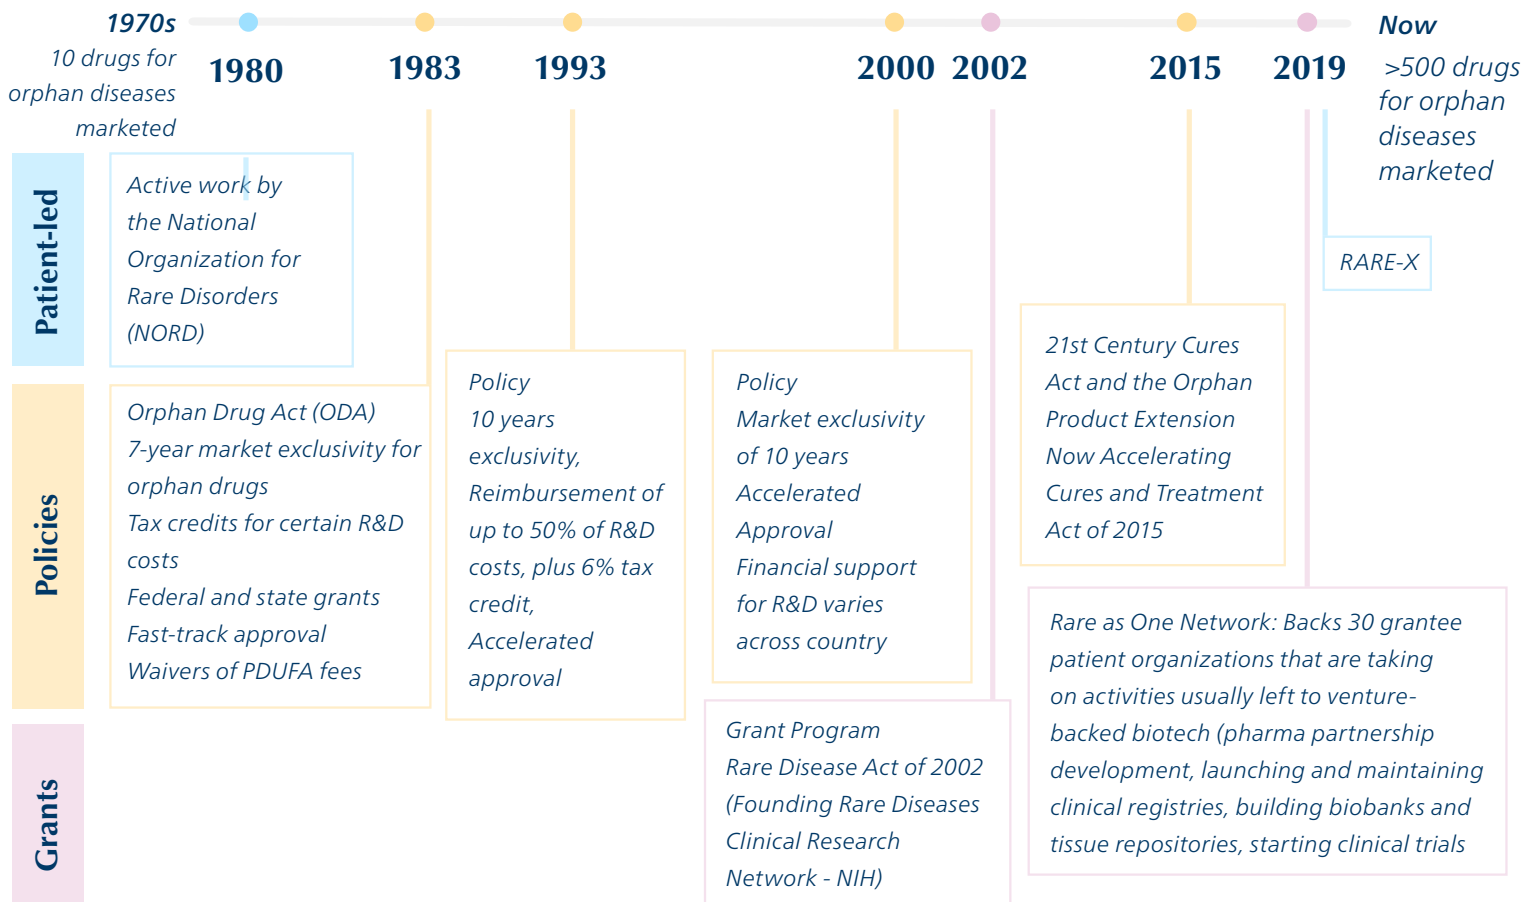 1970s
10 drugs for
orphan diseases
marketed
1980
1983
1993
2000
2002
2015
2019
Now
>500 drugs
for orphan
diseases
marketed
Patient-led
Active work by
the National
Organization for
Rare Disorders
(NORD)
RARE-X
Policies
Orphan Drug Act (ODA)
7-year market exclusivity for
orphan drugs
Tax credits for certain R&D
costs
Federal and state grants
Fast-track approval
Waivers of PDUFA fees
Policy
10 years
exclusivity,
Reimbursement of
up to 50% of R&D
costs, plus 6% tax
credit,
Accelerated
approval
Policy
Market exclusivity
of 10 years
Accelerated
Approval
Financial support
for R&D varies
across country
21st Century Cures
Act and the Orphan
Product Extension
Now Accelerating
Cures and Treatment
Act of 2015
Grants
Grant Program
Rare Disease Act of 2002
(Founding Rare Diseases
Clinical Research
Network - NIH)
Rare as One Network: Backs 30 grantee
patient organizations that are taking
on activities usually left to venture-
backed biotech (pharma partnership
development, launching and maintaining
clinical registries, building biobanks and
tissue repositories, starting clinical trials